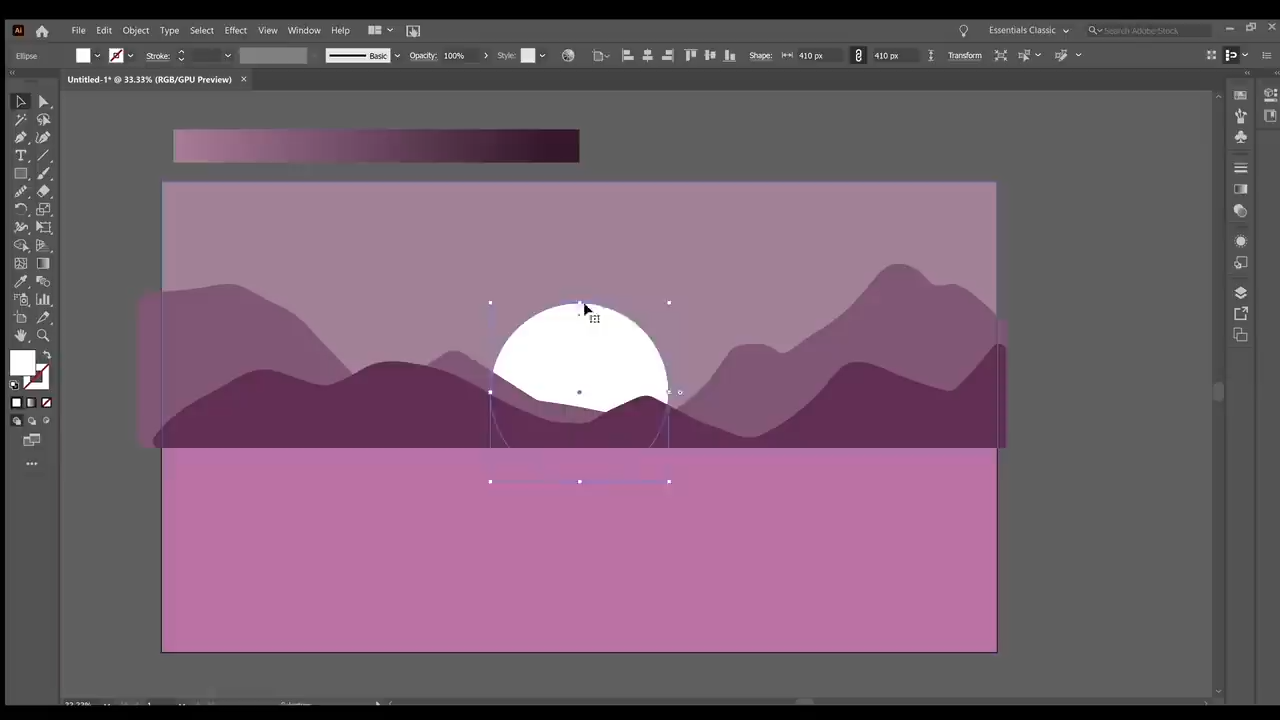 Ai File Edit Object Type Select Effect View Window Help Essentials Classic Search Adobe Stock
Ellipse Stroke: Basic Opacity: 100% Style: Shape: 410 px 410 px Transform
Untitled-1* @ 33.33% (RGB/GPU Preview)